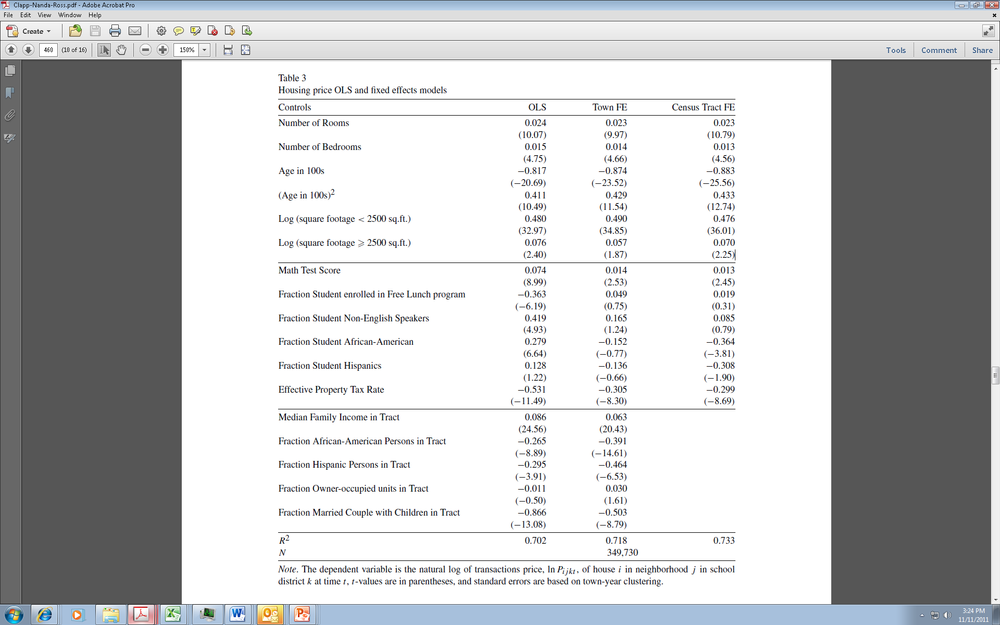 Clapp-Nanda-Ross.pdf - Adobe Acrobat Pro
File Edit View Window Help
Create
460 (10 of 16) 150% Tools Comment Share
Table 3
Housing price OLS and fixed effects models
Controls OLS Town FE Census Tract FE
Number of Rooms 0.024 0.023 0.023
(10.07) (9.97) (10.79)
Number of Bedrooms 0.015 0.014 0.013
(4.75) (4.66) (4.56)
Age in 100s −0.817 −0.874 −0.883
(−20.69) (−23.52) (−25.56)
(Age in 100s)² 0.411 0.429 0.433
(10.49) (11.54) (12.74)
Log (square footage < 2500 sq.ft.) 0.480 0.490 0.476
(32.97) (34.85) (36.01)
Log (square footage ⩾ 2500 sq.ft.) 0.076 0.057 0.070
(2.40) (1.87) (2.25)
Math Test Score 0.074 0.014 0.013
(8.99) (2.53) (2.45)
Fraction Student enrolled in Free Lunch program −0.363 0.049 0.019
(−6.19) (0.75) (0.31)
Fraction Student Non-English Speakers 0.419 0.165 0.085
(4.93) (1.24) (0.79)
Fraction Student African-American 0.279 −0.152 −0.364
(6.64) (−0.77) (−3.81)
Fraction Student Hispanics 0.128 −0.136 −0.308
(1.22) (−0.66) (−1.90)
Effective Property Tax Rate −0.531 −0.305 −0.299
(−11.49) (−8.30) (−8.69)
Median Family Income in Tract 0.086 0.063
(24.56) (20.43)
Fraction African-American Persons in Tract −0.265 −0.391
(−8.89) (−14.61)
Fraction Hispanic Persons in Tract −0.295 −0.464
(−3.91) (−6.53)
Fraction Owner-occupied units in Tract −0.011 0.030
(−0.50) (1.61)
Fraction Married Couple with Children in Tract −0.866 −0.503
(−13.08) (−8.79)
R² 0.702 0.718 0.733
N 349,730
Note. The dependent variable is the natural log of transactions price, ln Pijkt, of house i in neighborhood j in school
district k at time t, t-values are in parentheses, and standard errors are based on town-year clustering.
3:24 PM
11/11/2011